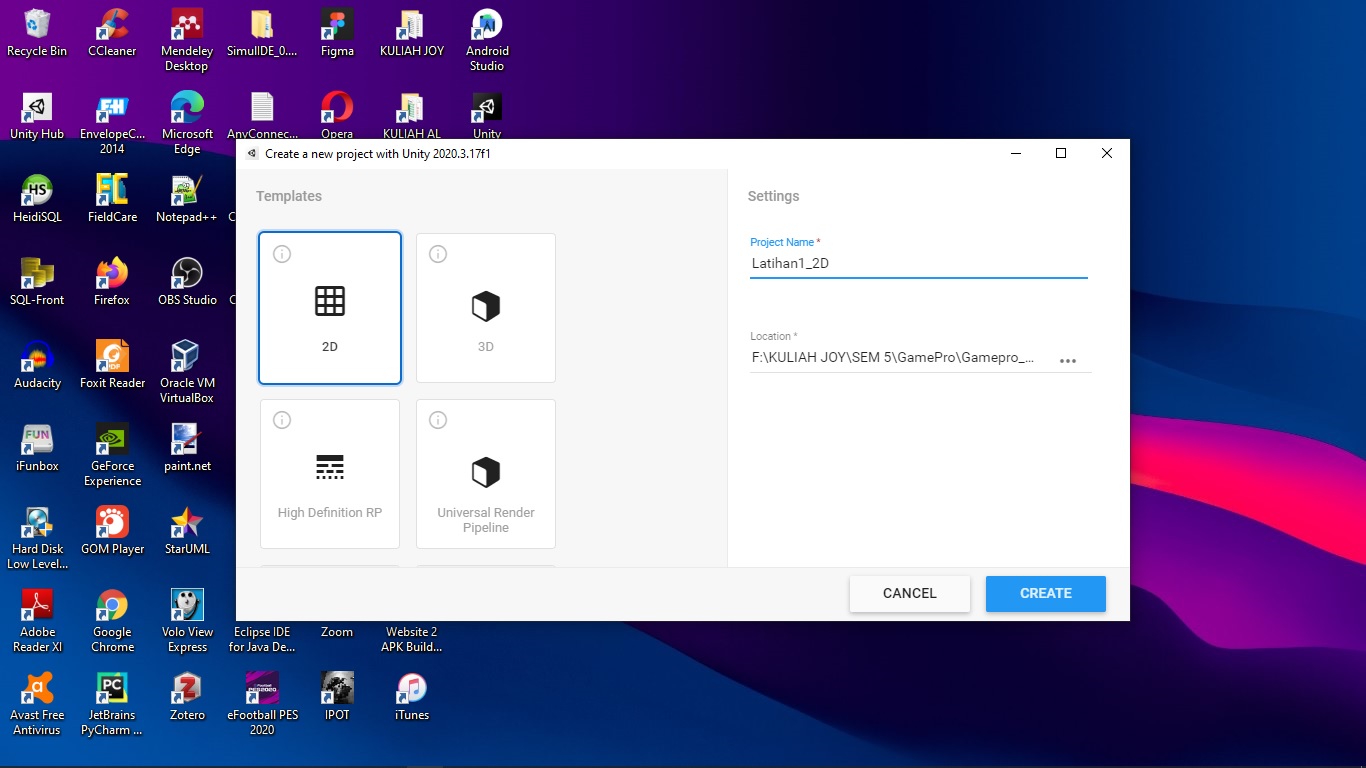 Recycle Bin
CCleaner
Mendeley
Desktop
SimulIDE_0....
Figma
KULIAH JOY
Android
Studio
Unity Hub
EnvelopeC...
2014
Microsoft
Edge
AnyConnec...
Opera
KULIAH AL
Unity
HeidiSQL
FieldCare
Notepad++
C
SQL-Front
Firefox
OBS Studio
C
Audacity
Foxit Reader
Oracle VM
VirtualBox
iFunbox
GeForce
Experience
paint.net
Hard Disk
Low Level...
GOM Player
StarUML
Adobe
Reader XI
Google
Chrome
Volo View
Express
Eclipse IDE
for Java De...
Zoom
Website 2
APK Build...
Avast Free
Antivirus
JetBrains
PyCharm ...
Zotero
eFootball PES
2020
IPOT
iTunes
Create a new project with Unity 2020.3.17f1
Templates
2D
3D
High Definition RP
Universal Render
Pipeline
Settings
Project Name *
Latihan1_2D
Location *
F:\KULIAH JOY\SEM 5\GamePro\Gamepro_...
CANCEL
CREATE